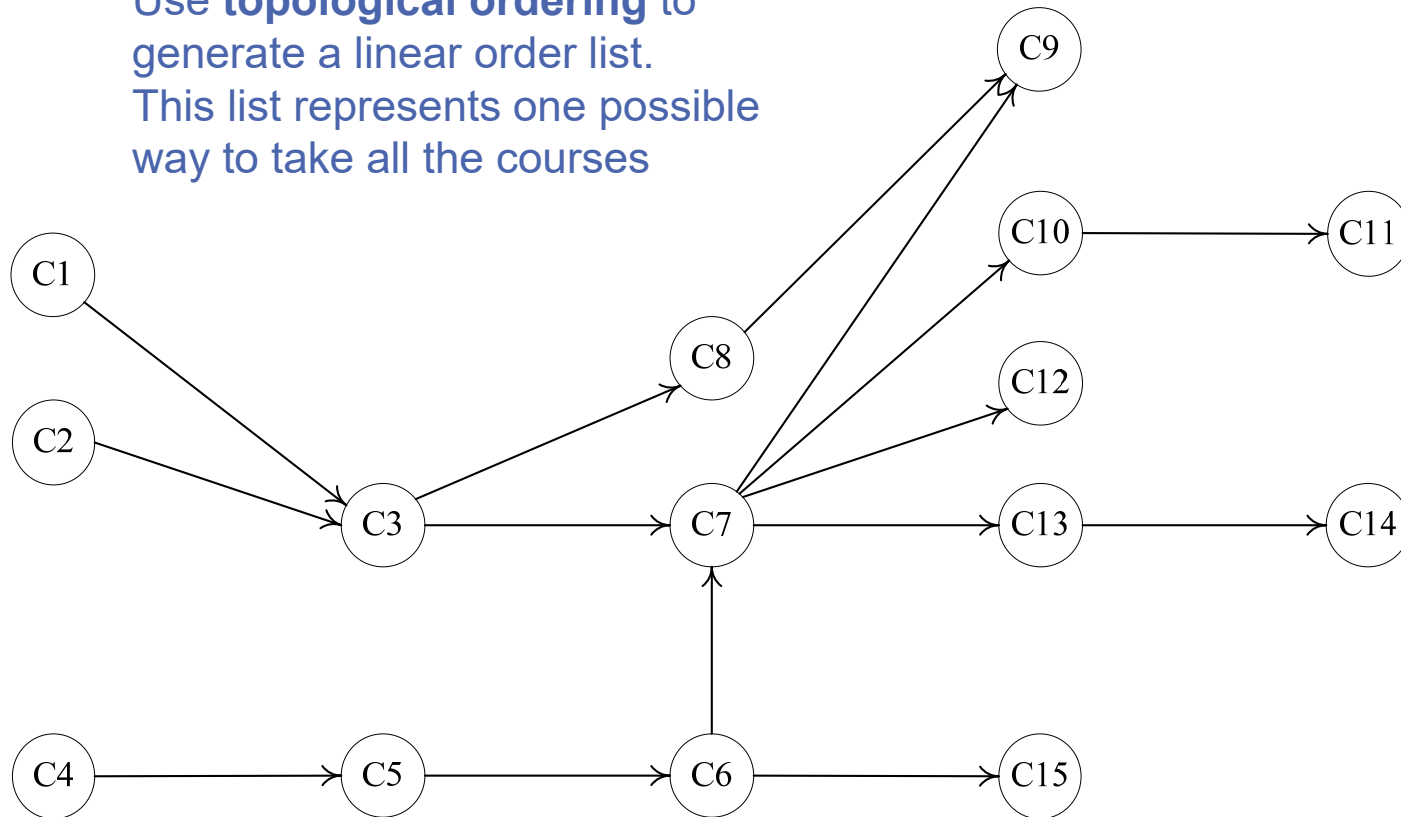 Use topological ordering to
generate a linear order list.
This list represents one possible
way to take all the courses
C9
C10
C11
C1
C8
C12
C2
C3
C7
C13
C14
C4
C5
C6
C15